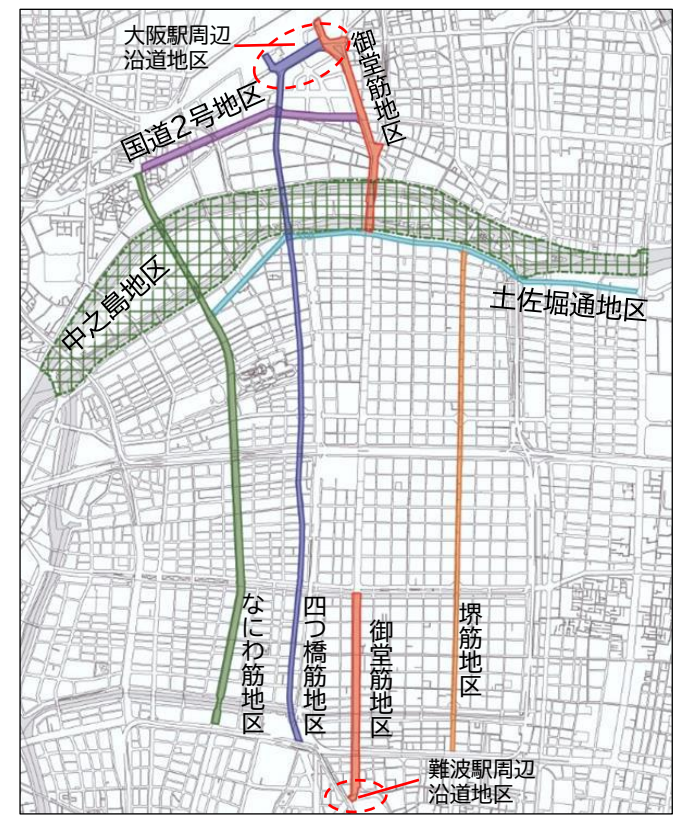 大阪駅周辺
沿道地区
御堂筋地区
国道2号地区
中之島地区
土佐堀通地区
なにわ筋地区
四つ橋筋地区
御堂筋地区
堺筋地区
難波駅周辺
沿道地区